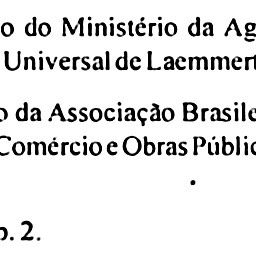 o do Ministério da Ag
Universal de Laemmert
o da Associação Brasile
Comércio e Obras Públic
p. 2.